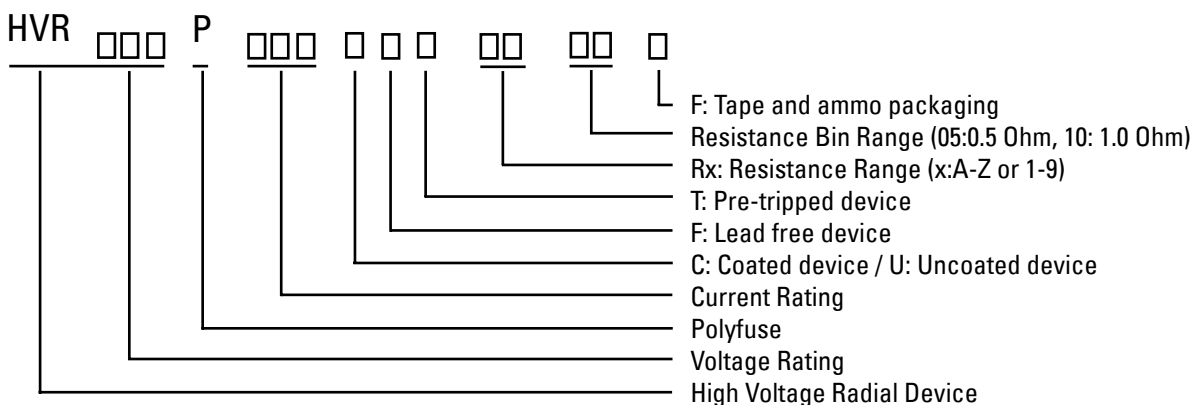 HVR □□□ P □□□ □ □ □ □□ □□ □
F: Tape and ammo packaging
Resistance Bin Range (05:0.5 Ohm, 10: 1.0 Ohm)
Rx: Resistance Range (x:A-Z or 1-9)
T: Pre-tripped device
F: Lead free device
C: Coated device / U: Uncoated device
Current Rating
Polyfuse
Voltage Rating
High Voltage Radial Device